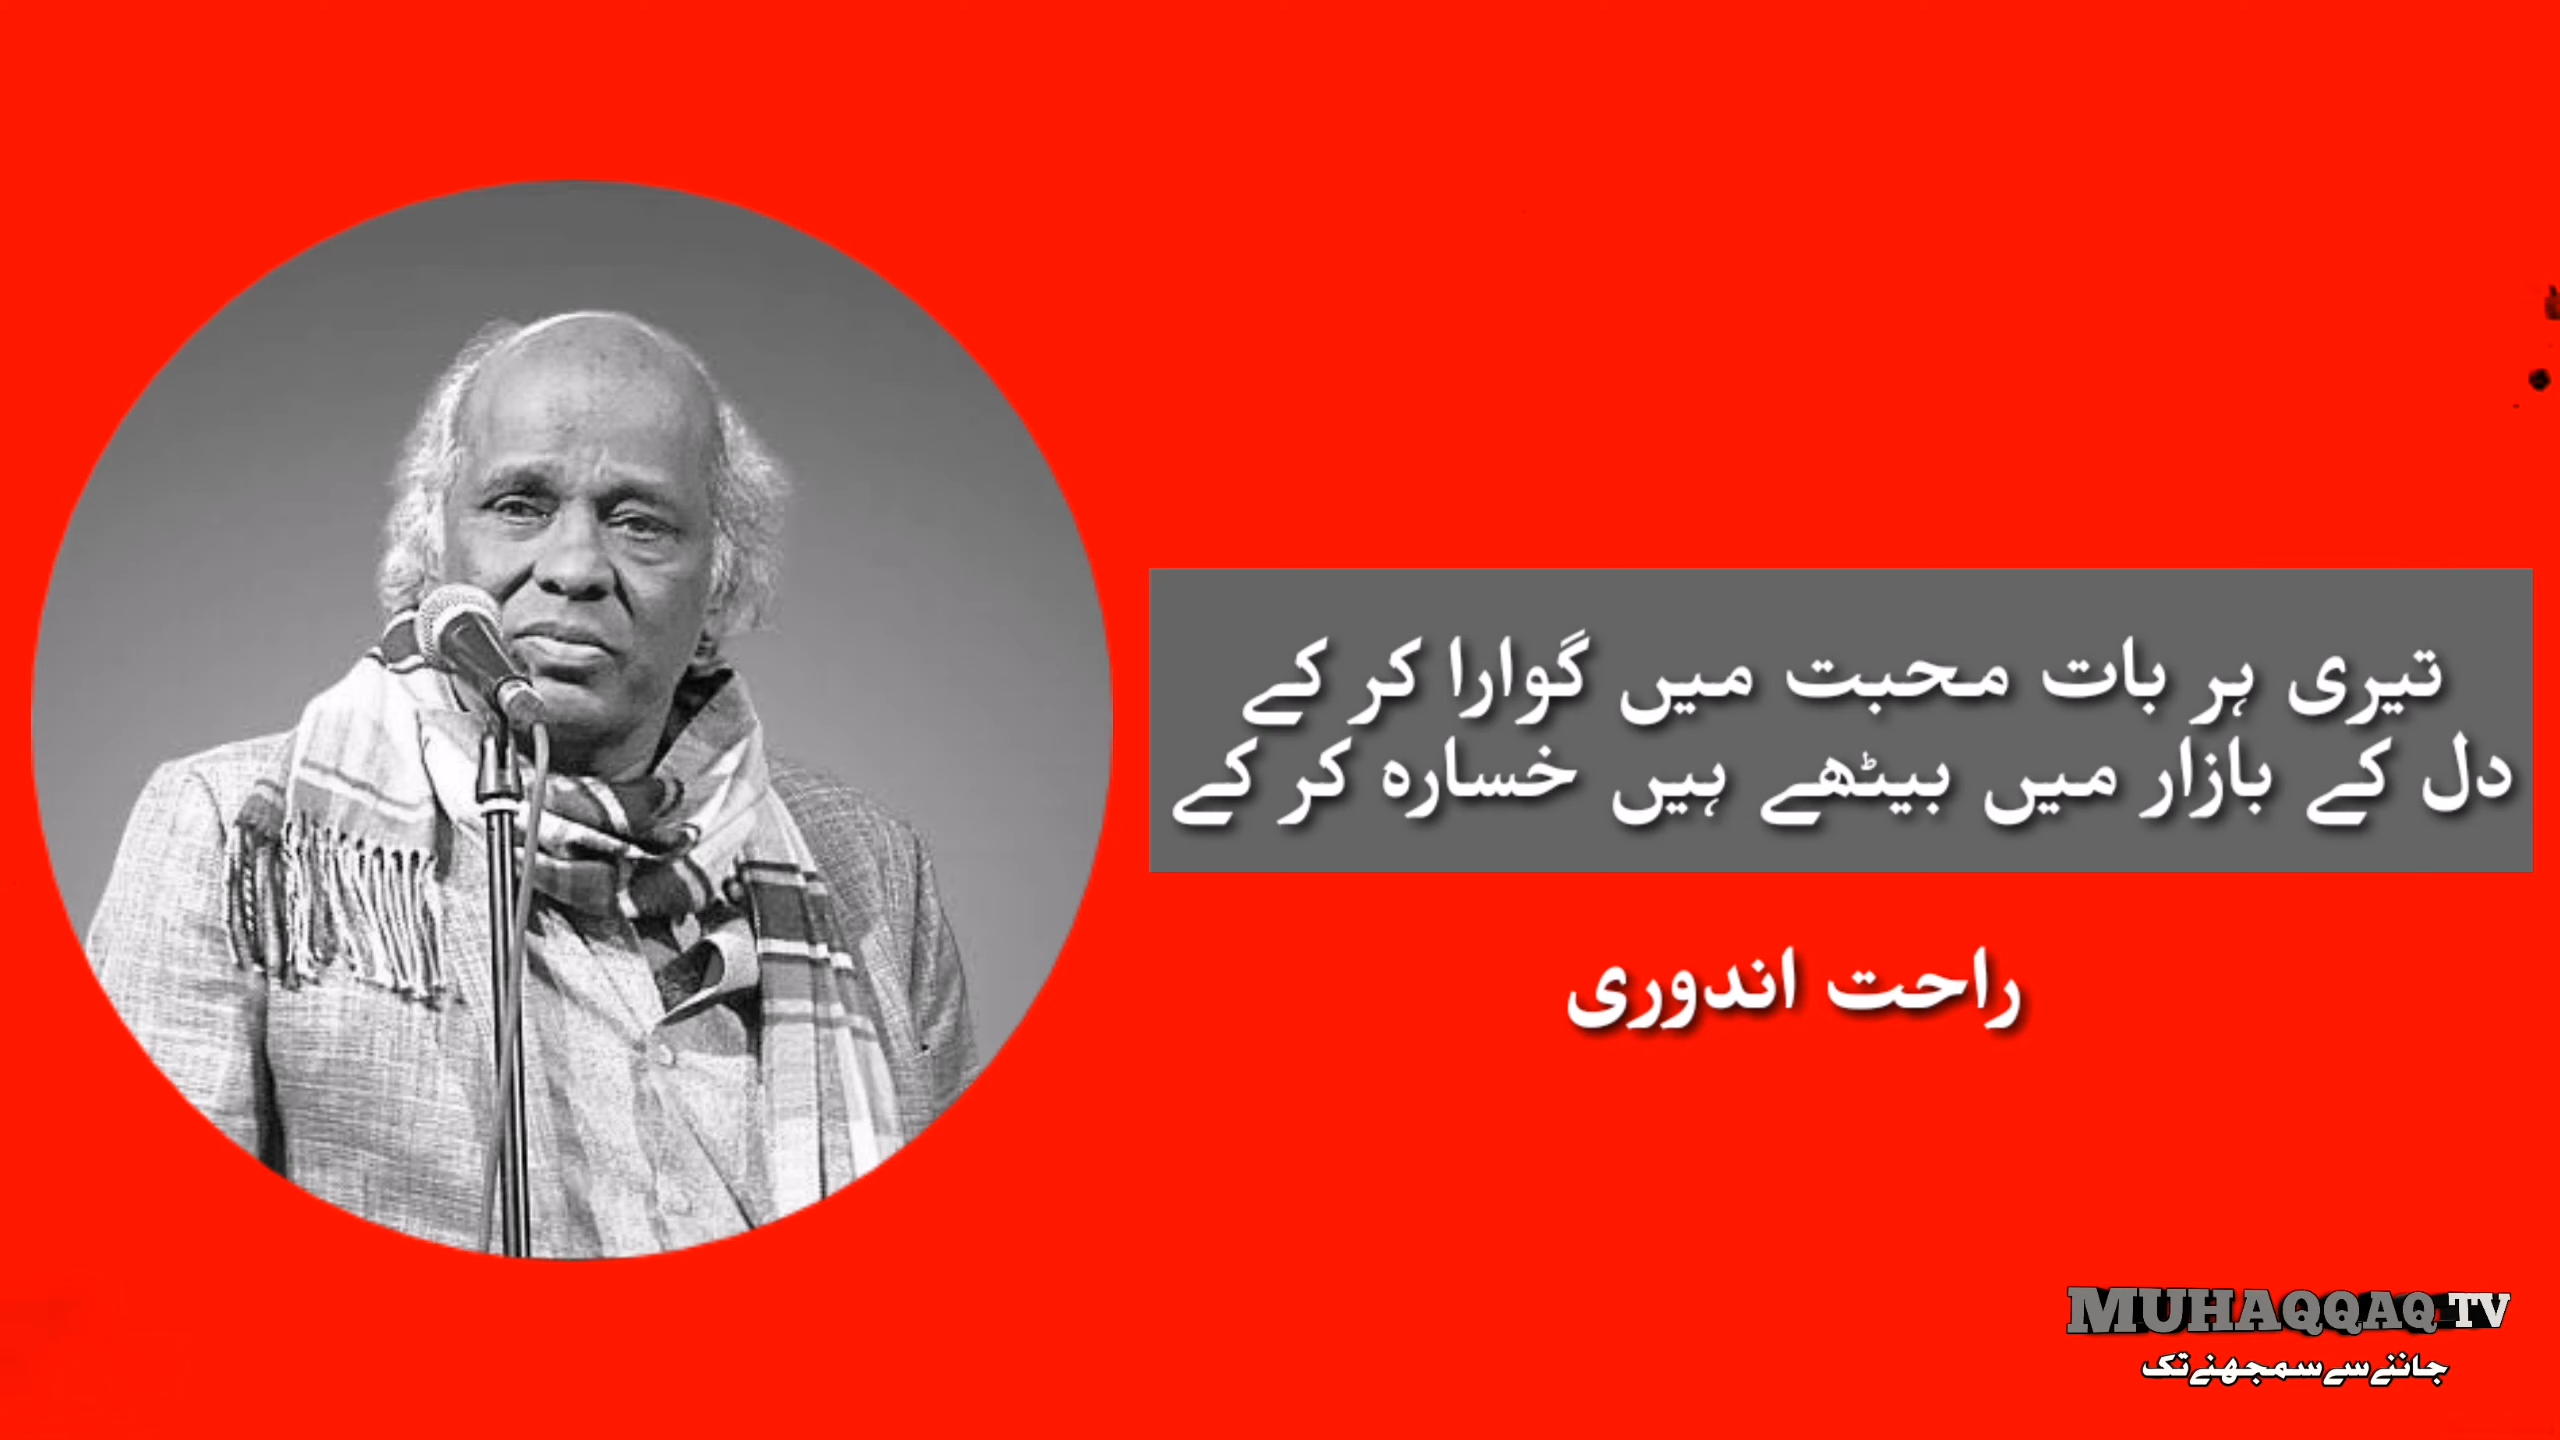 تیری ہر بات محبت میں گوارا کر کے
دل کے بازار میں بیٹھے ہیں خسارہ کر کے
راحت اندوری
MUHAQQAQ TV
جاننے سے سمجھنے تک